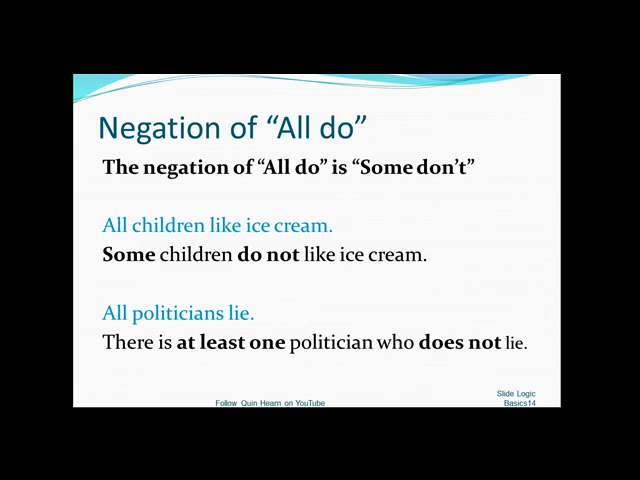 Negation of “All do”
The negation of “All do” is “Some don’t”
All children like ice cream.
Some children do not like ice cream.
All politicians lie.
There is at least one politician who does not lie.
Slide Logic
Follow Quin Hearn on YouTube
Basics14